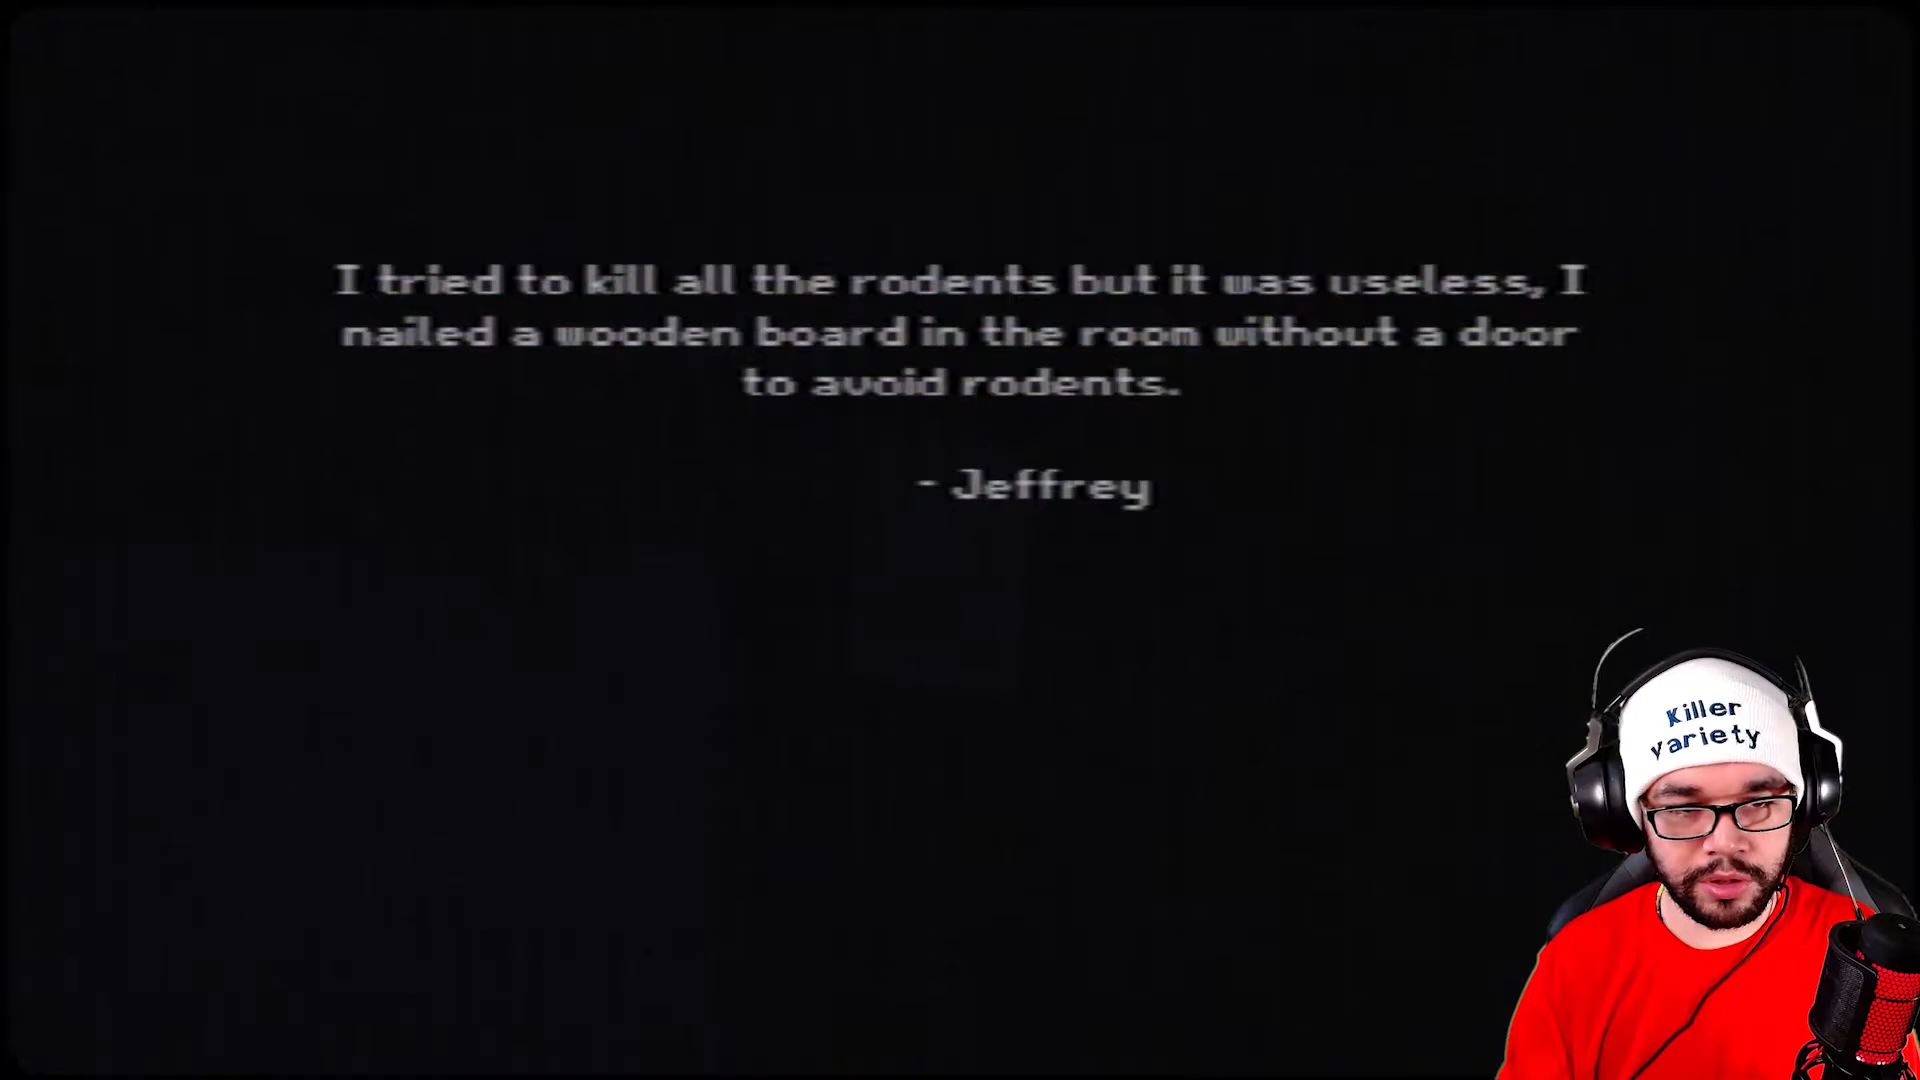 I tried to kill all the rodents but it was useless, I
nailed a wooden board in the room without a door
to avoid rodents.
- Jeffrey
Killer
Variety